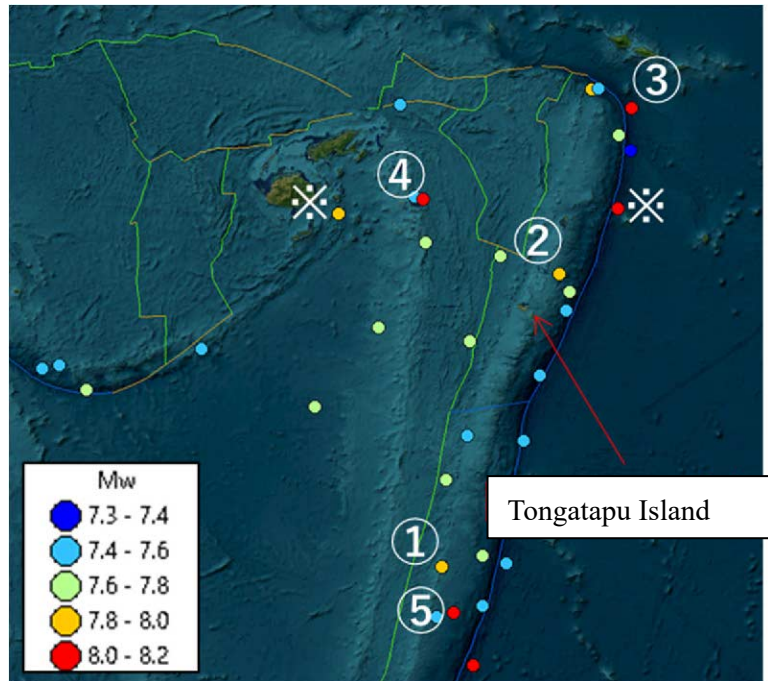 ③
④
※
※
②
Tongatapu Island
①
⑤
Mw
7.3 - 7.4
7.4 - 7.6
7.6 - 7.8
7.8 - 8.0
8.0 - 8.2